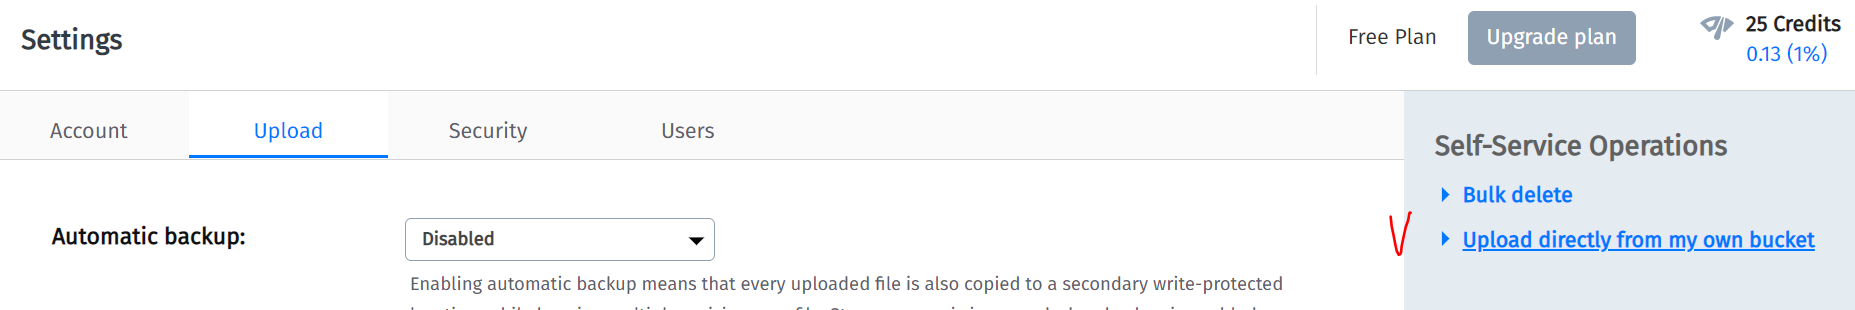 Settings
Free Plan
Upgrade plan
25 Credits
0.13 (1%)
Account
Upload
Security
Users
Self-Service Operations
Bulk delete
Upload directly from my own bucket
Automatic backup:
Disabled
Enabling automatic backup means that every uploaded file is also copied to a secondary write-protected